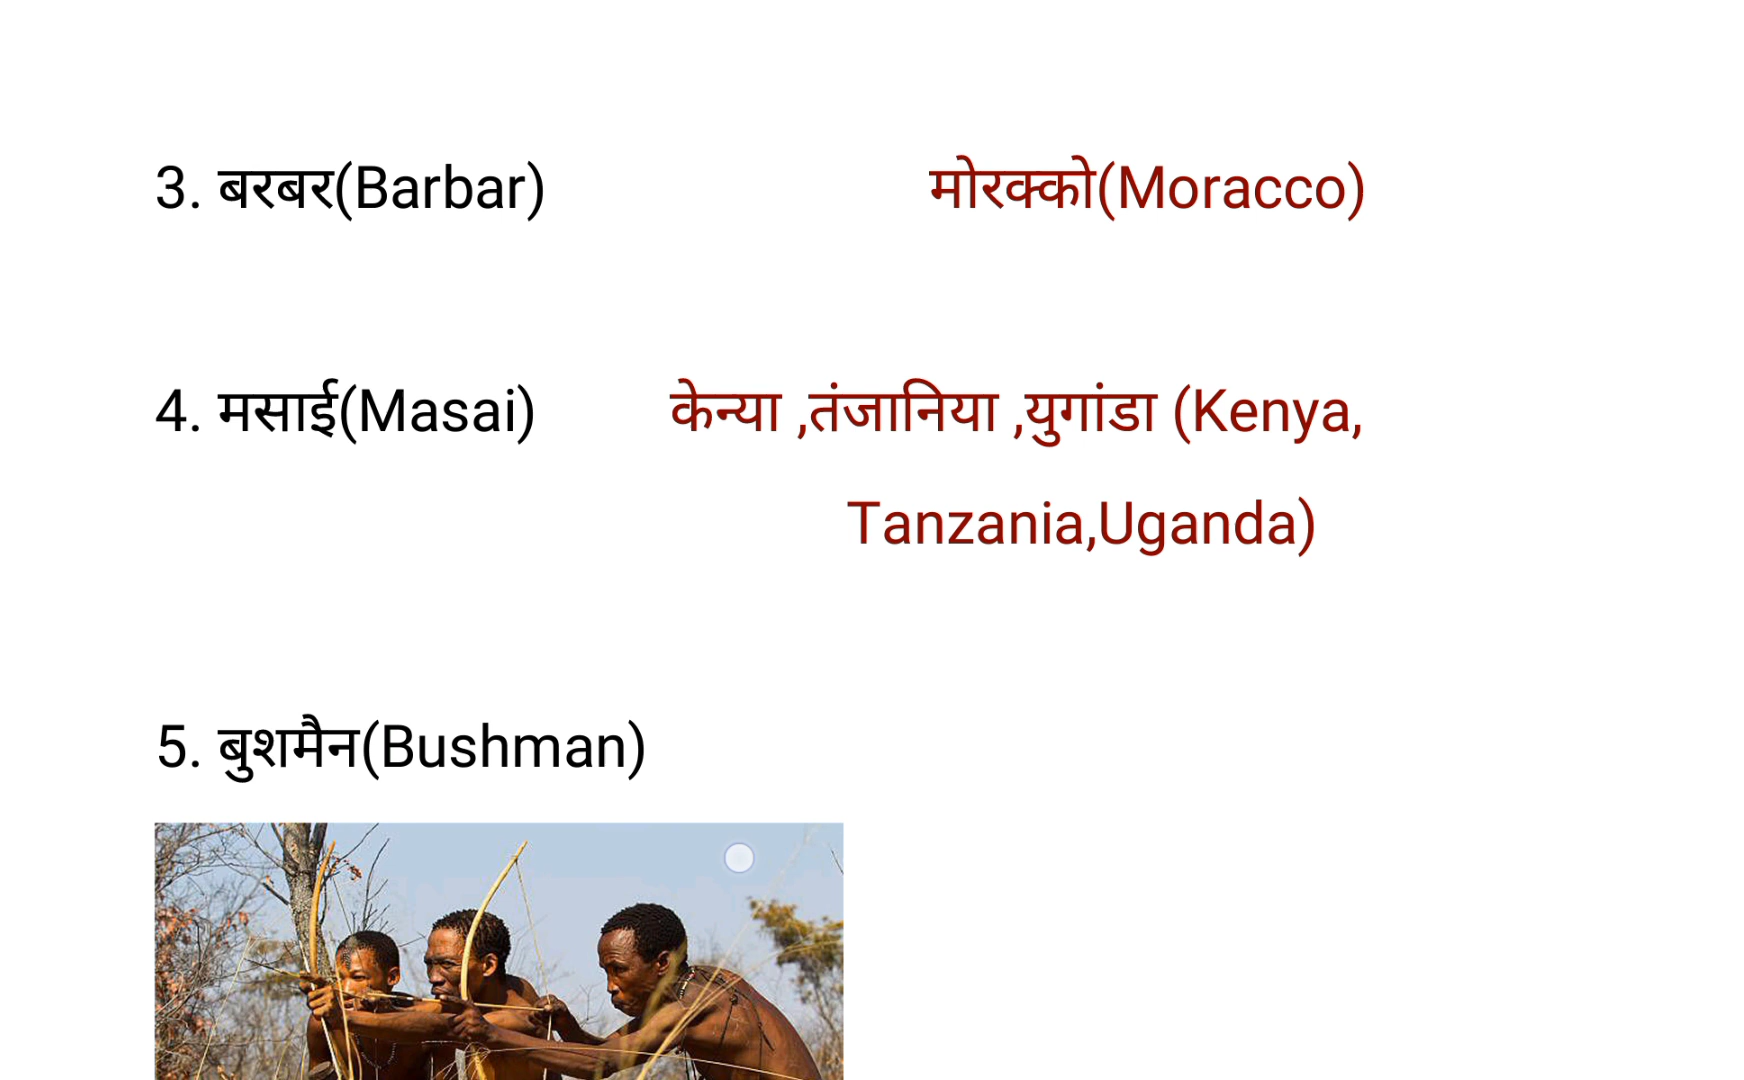 3. बरबर(Barbar) मोरक्को(Moracco)
4. मसाई(Masai) केन्या ,तंजानिया ,युगांडा (Kenya,
Tanzania,Uganda)
5. बुशमैन(Bushman)